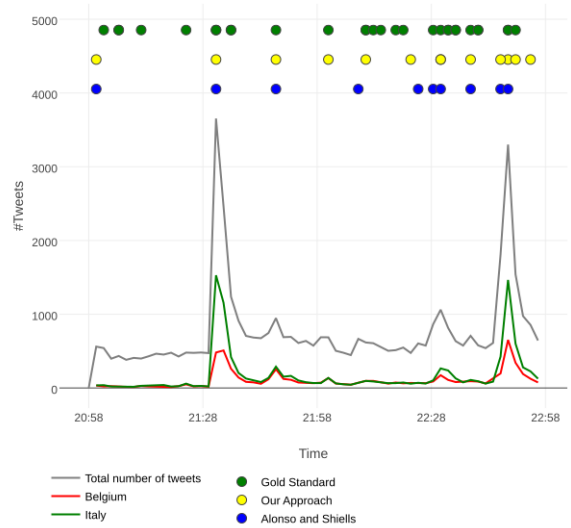 5000
4000
3000
2000
1000
0
#Tweets
20:58
21:28
21:58
22:28
22:58
Time
Total number of tweets
Belgium
Italy
Gold Standard
Our Approach
Alonso and Shiells